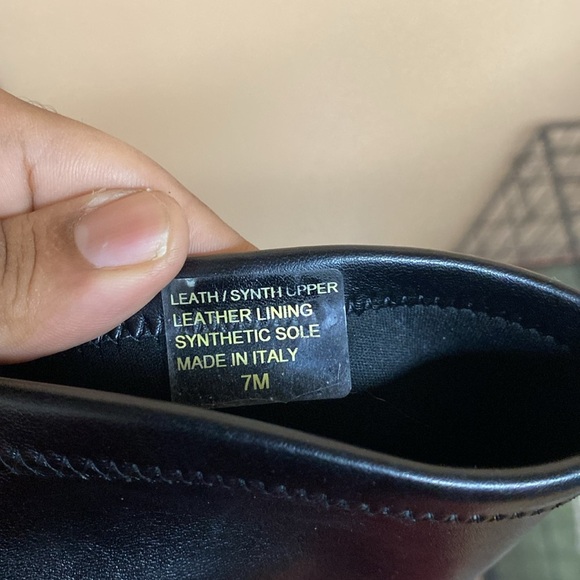 LEATH / SYNTH UPPER
LEATHER LINING
SYNTHETIC SOLE
MADE IN ITALY
7M